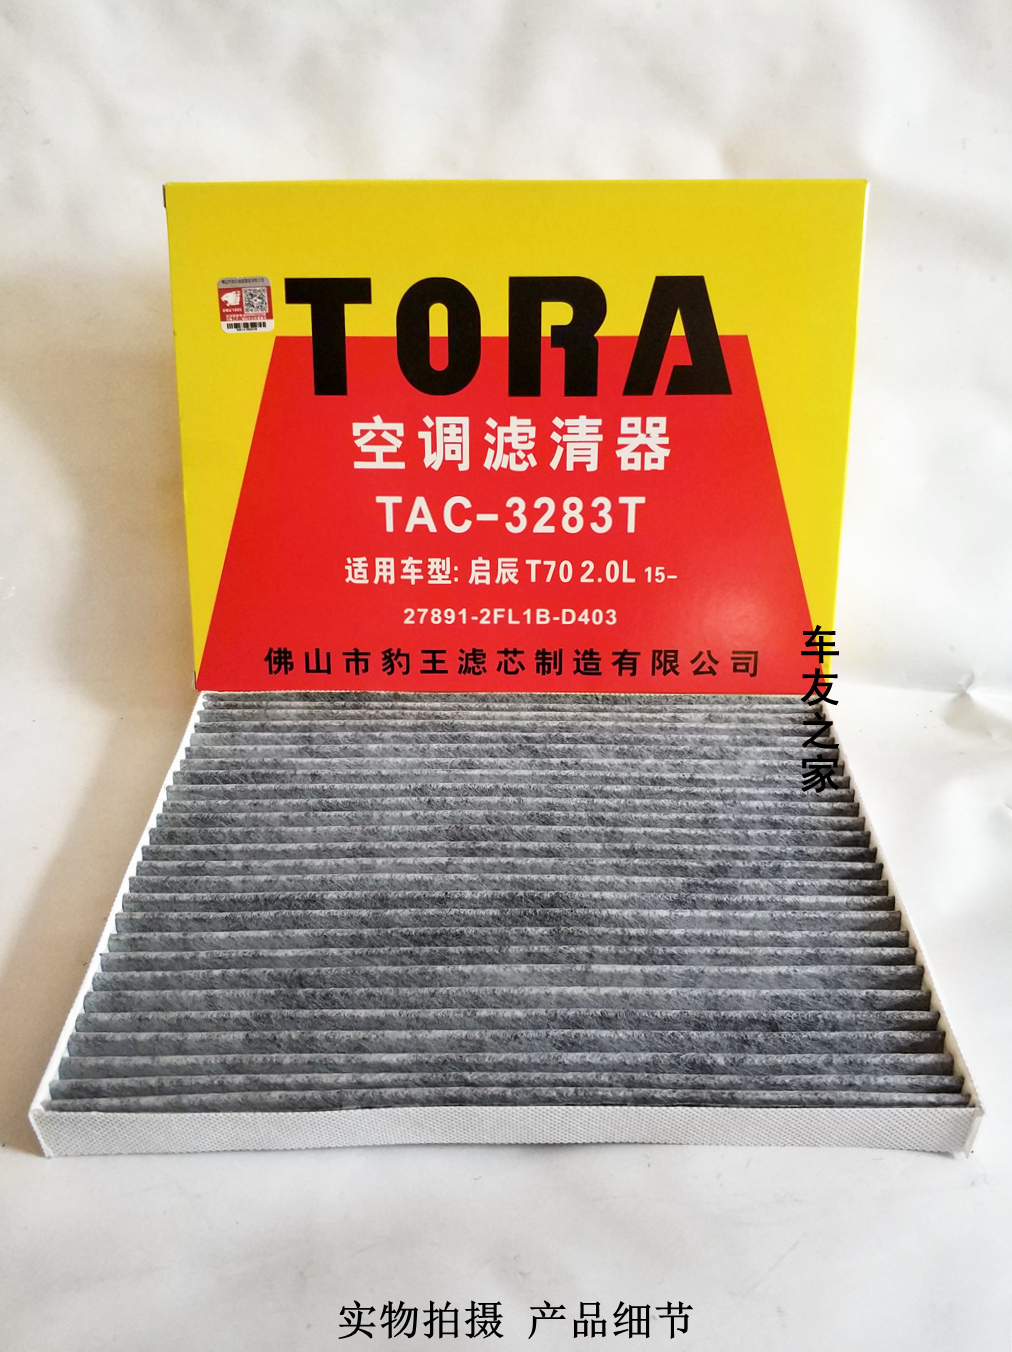 TORA
空调滤清器
TAC-3283T
适用车型: 启辰 T70 2.0L 15-
27891-2FL1B-D403
佛山市豹王滤芯制造有限公司
车友之家
实物拍摄 产品细节